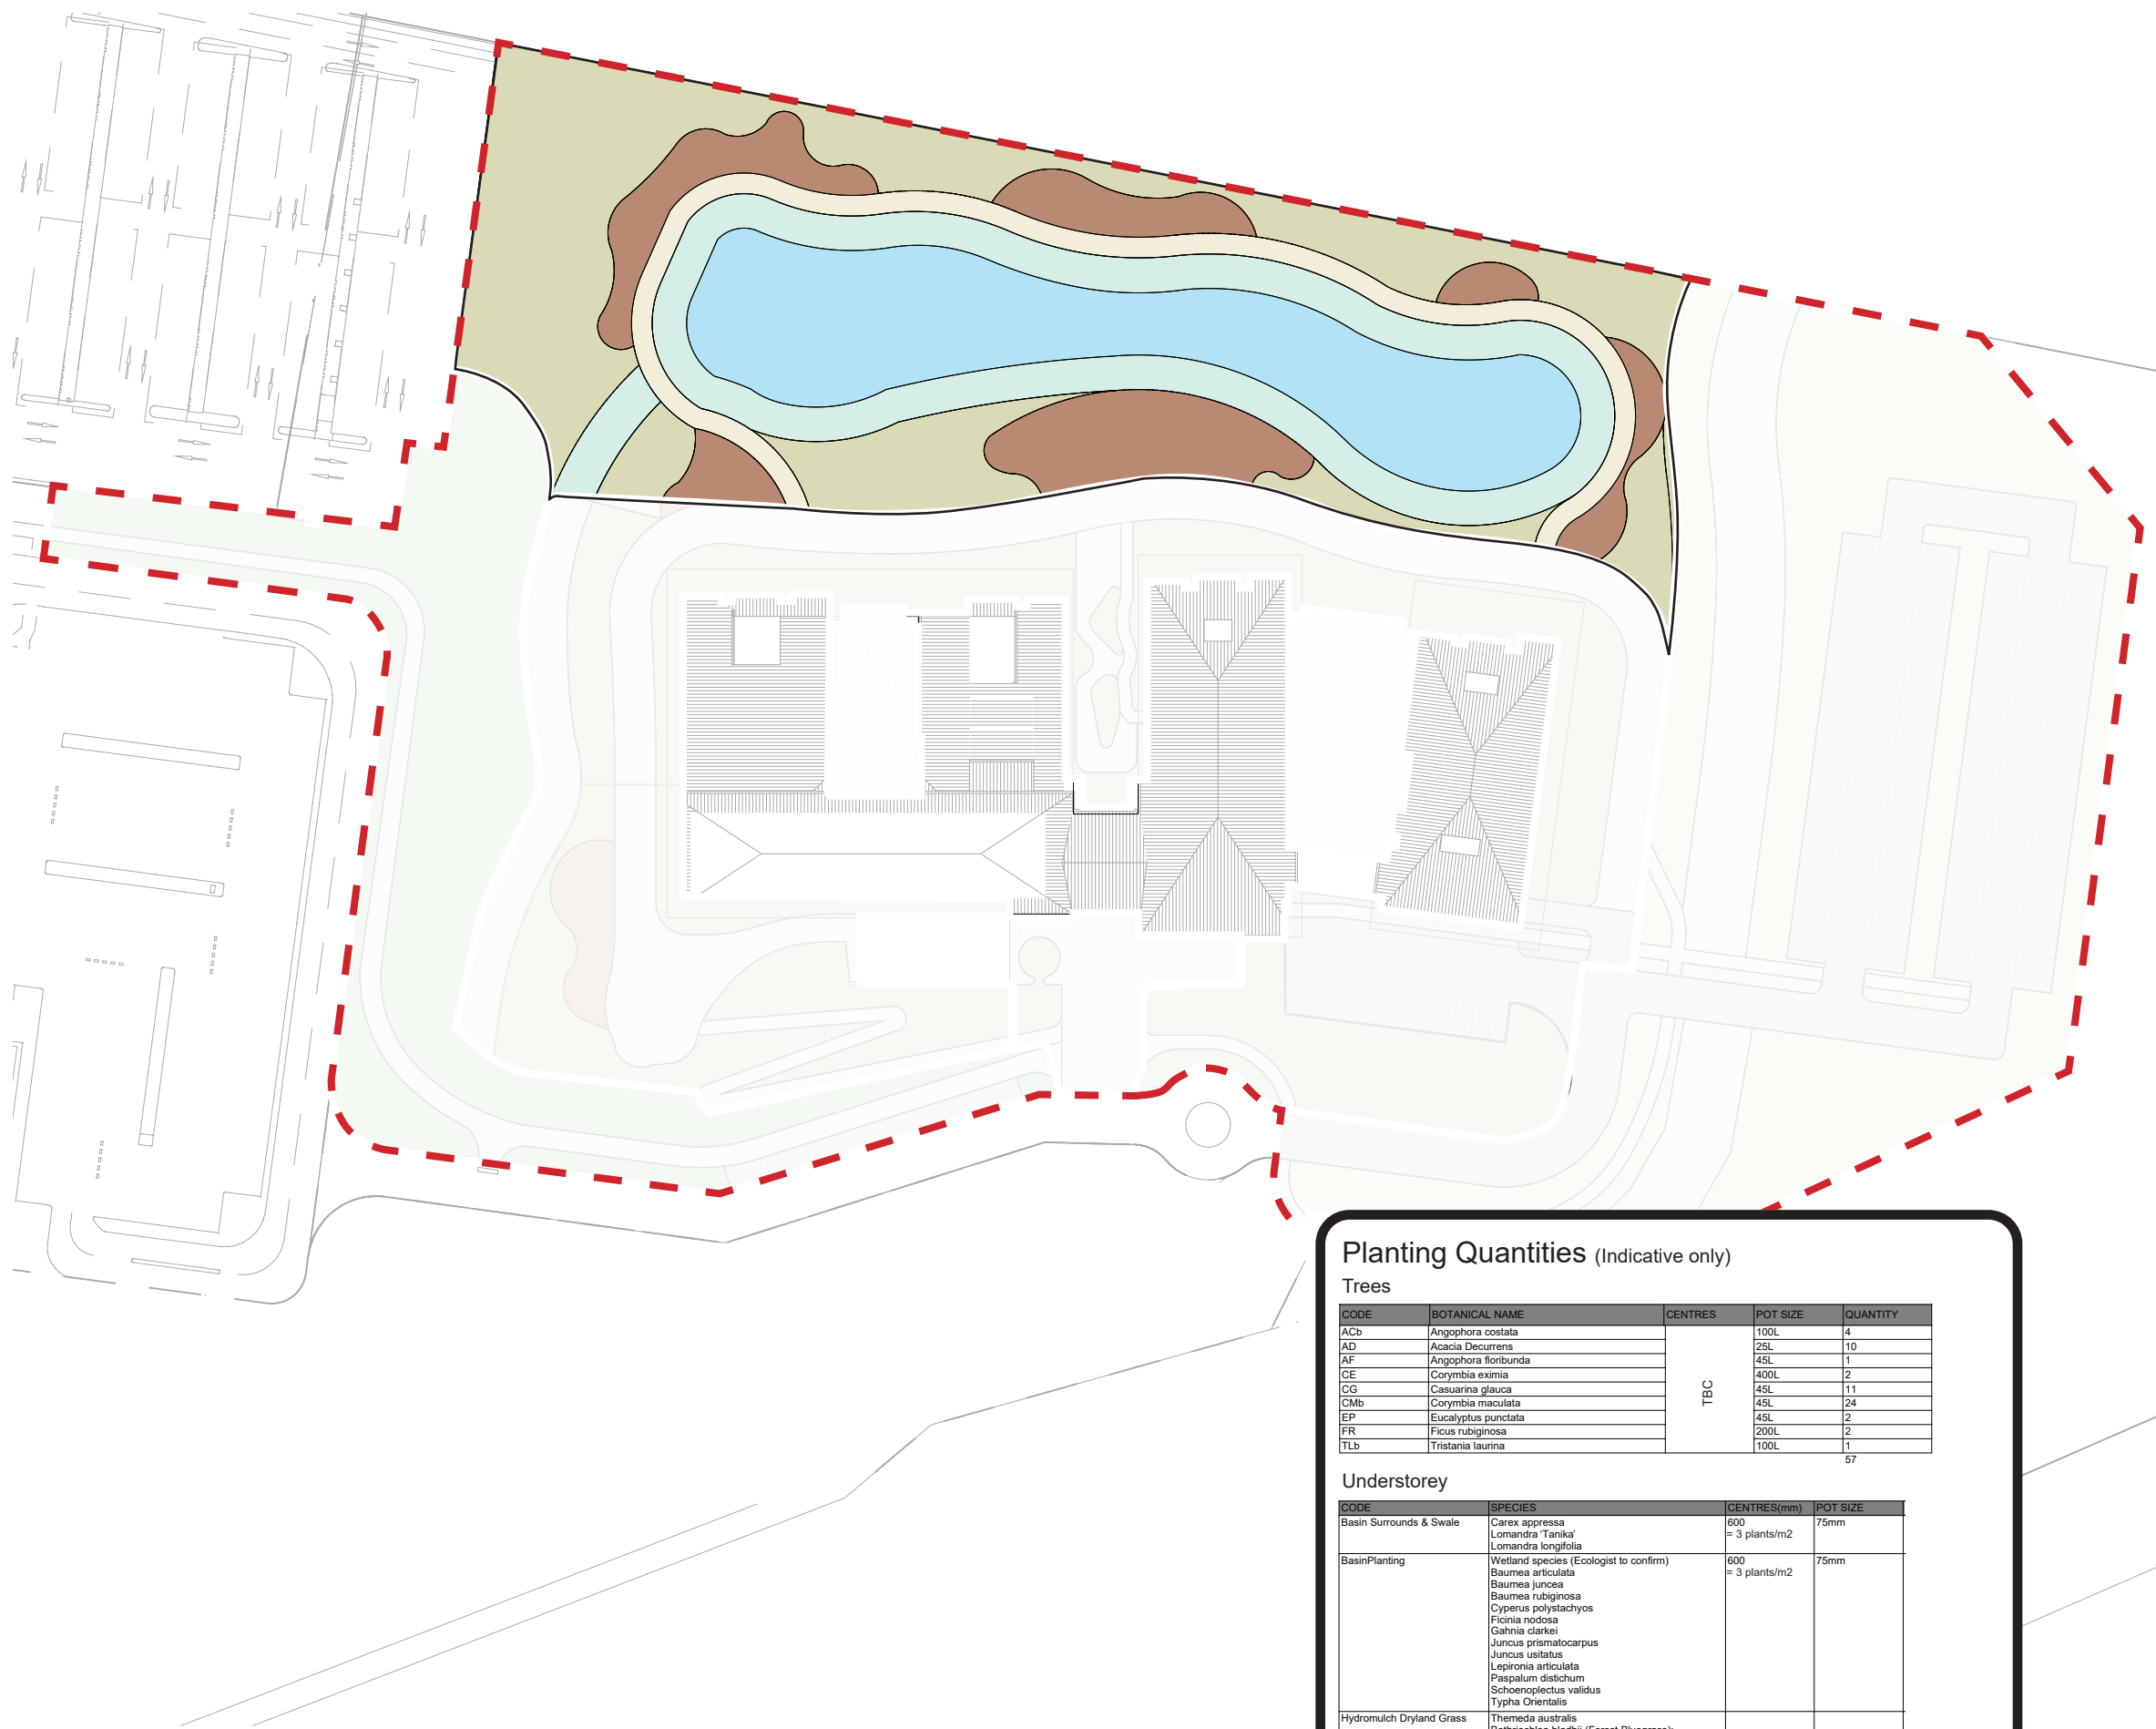 Planting Quantities (Indicative only)
Trees
CODE BOTANICAL NAME CENTRES POT SIZE QUANTITY
ACb Angophora costata 100L 4
AD Acacia Decurrens 25L 10
AF Angophora floribunda 45L 1
CE Corymbia eximia 400L 2
CG Casuarina glauca 45L 11
CMb Corymbia maculata 45L 24
EP Eucalyptus punctata 45L 2
FR Ficus rubiginosa 200L 2
TLb Tristania laurina 100L 1
TBC
57
Understorey
CODE SPECIES CENTRES(mm) POT SIZE
Basin Surrounds & Swale Carex appressa 600 75mm
Lomandra 'Tanika' = 3 plants/m2
Lomandra longifolia
BasinPlanting Wetland species (Ecologist to confirm) 600 75mm
Baumea articulata = 3 plants/m2
Baumea juncea
Baumea rubiginosa
Cyperus polystachyos
Ficinia nodosa
Gahnia clarkei
Juncus prismatocarpus
Juncus usitatus
Lepironia articulata
Paspalum distichum
Schoenoplectus validus
Typha Orientalis
Hydromulch Dryland Grass Themeda australis